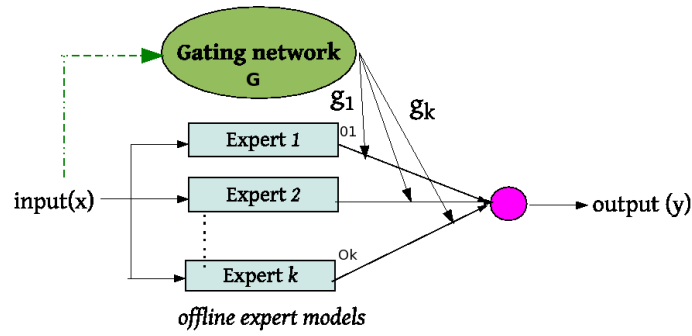 Gating network
G
g1
gk
Expert 1
01
input(x)
Expert 2
output (y)
Expert k
Ok
offline expert models